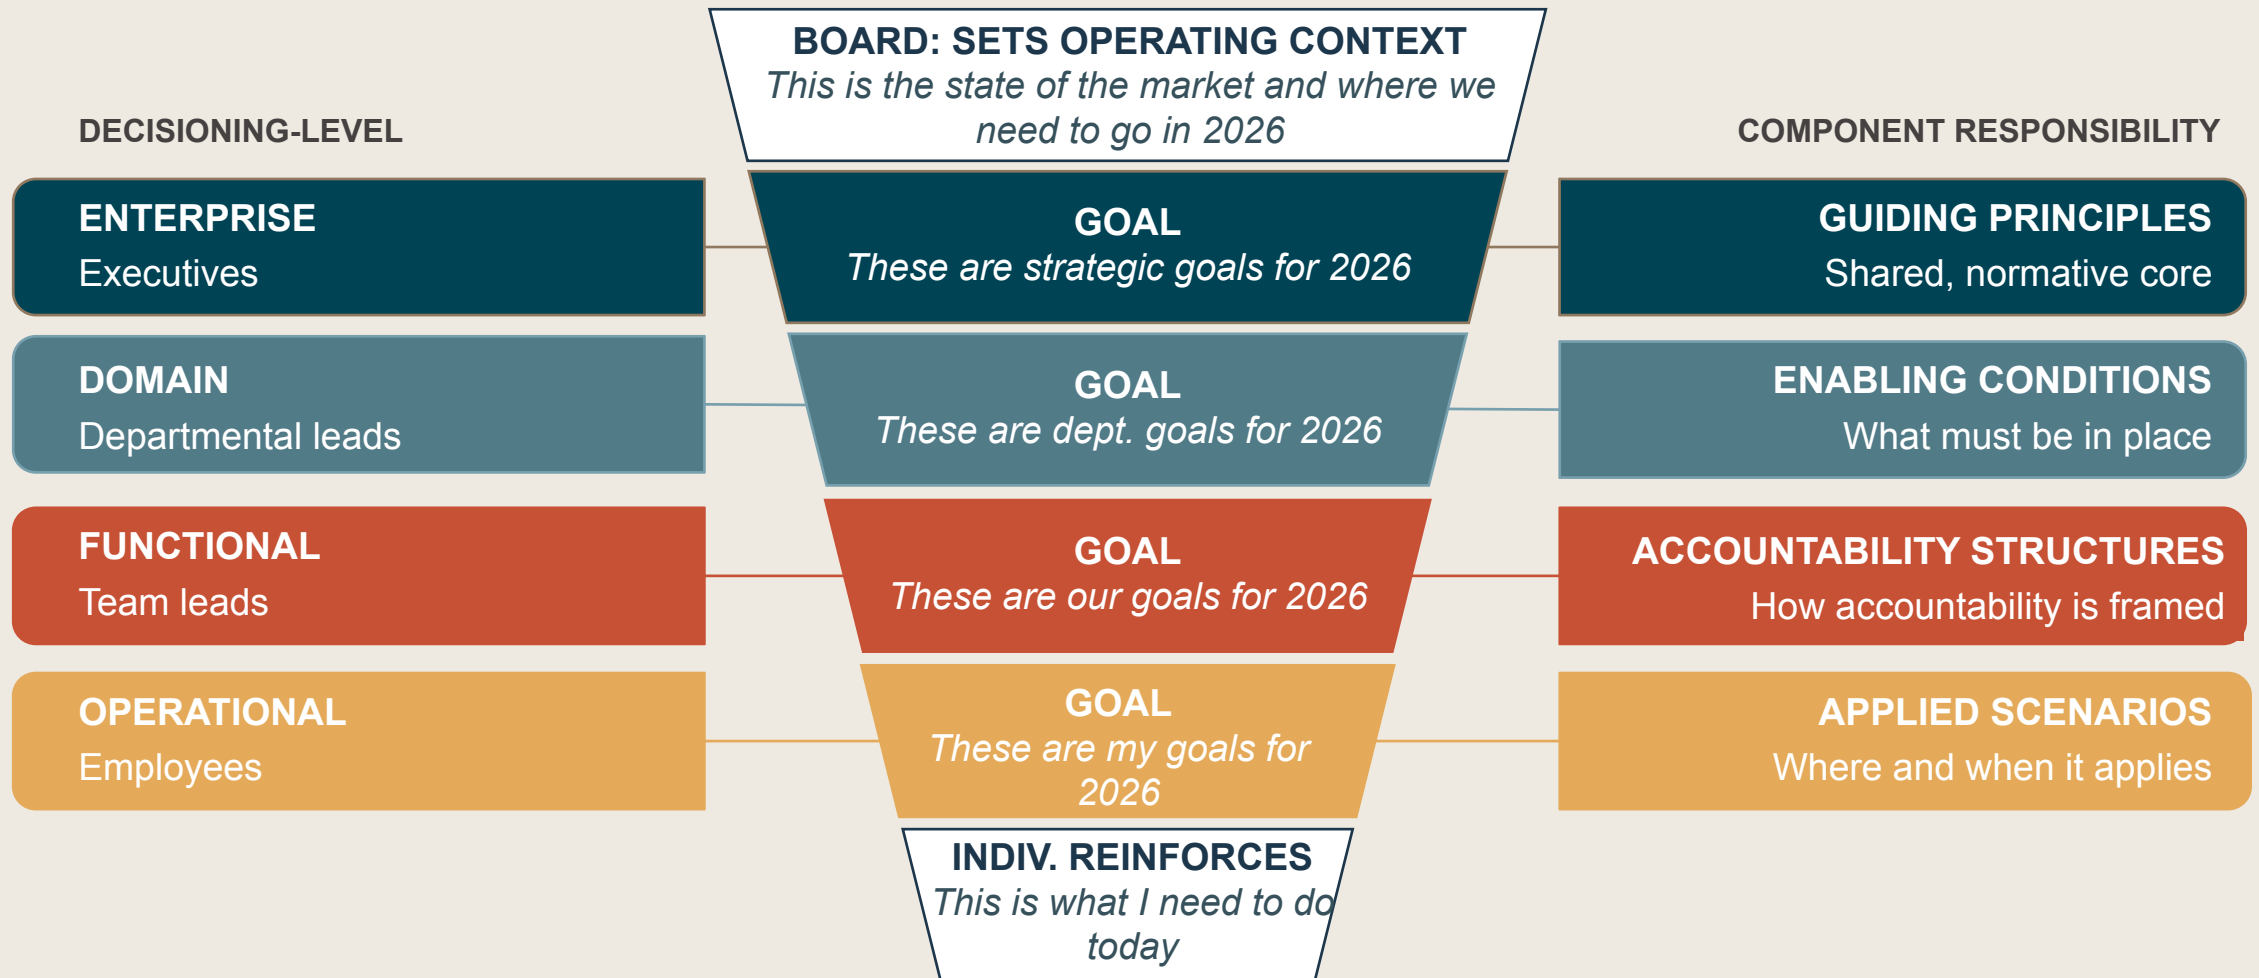 BOARD: SETS OPERATING CONTEXT
This is the state of the market and where we
need to go in 2026
DECISIONING-LEVEL
COMPONENT RESPONSIBILITY
ENTERPRISE
Executives
GOAL
These are strategic goals for 2026
GUIDING PRINCIPLES
Shared, normative core
DOMAIN
Departmental leads
GOAL
These are dept. goals for 2026
ENABLING CONDITIONS
What must be in place
FUNCTIONAL
Team leads
GOAL
These are our goals for 2026
ACCOUNTABILITY STRUCTURES
How accountability is framed
OPERATIONAL
Employees
GOAL
These are my goals for
2026
APPLIED SCENARIOS
Where and when it applies
INDIV. REINFORCES
This is what I need to do
today